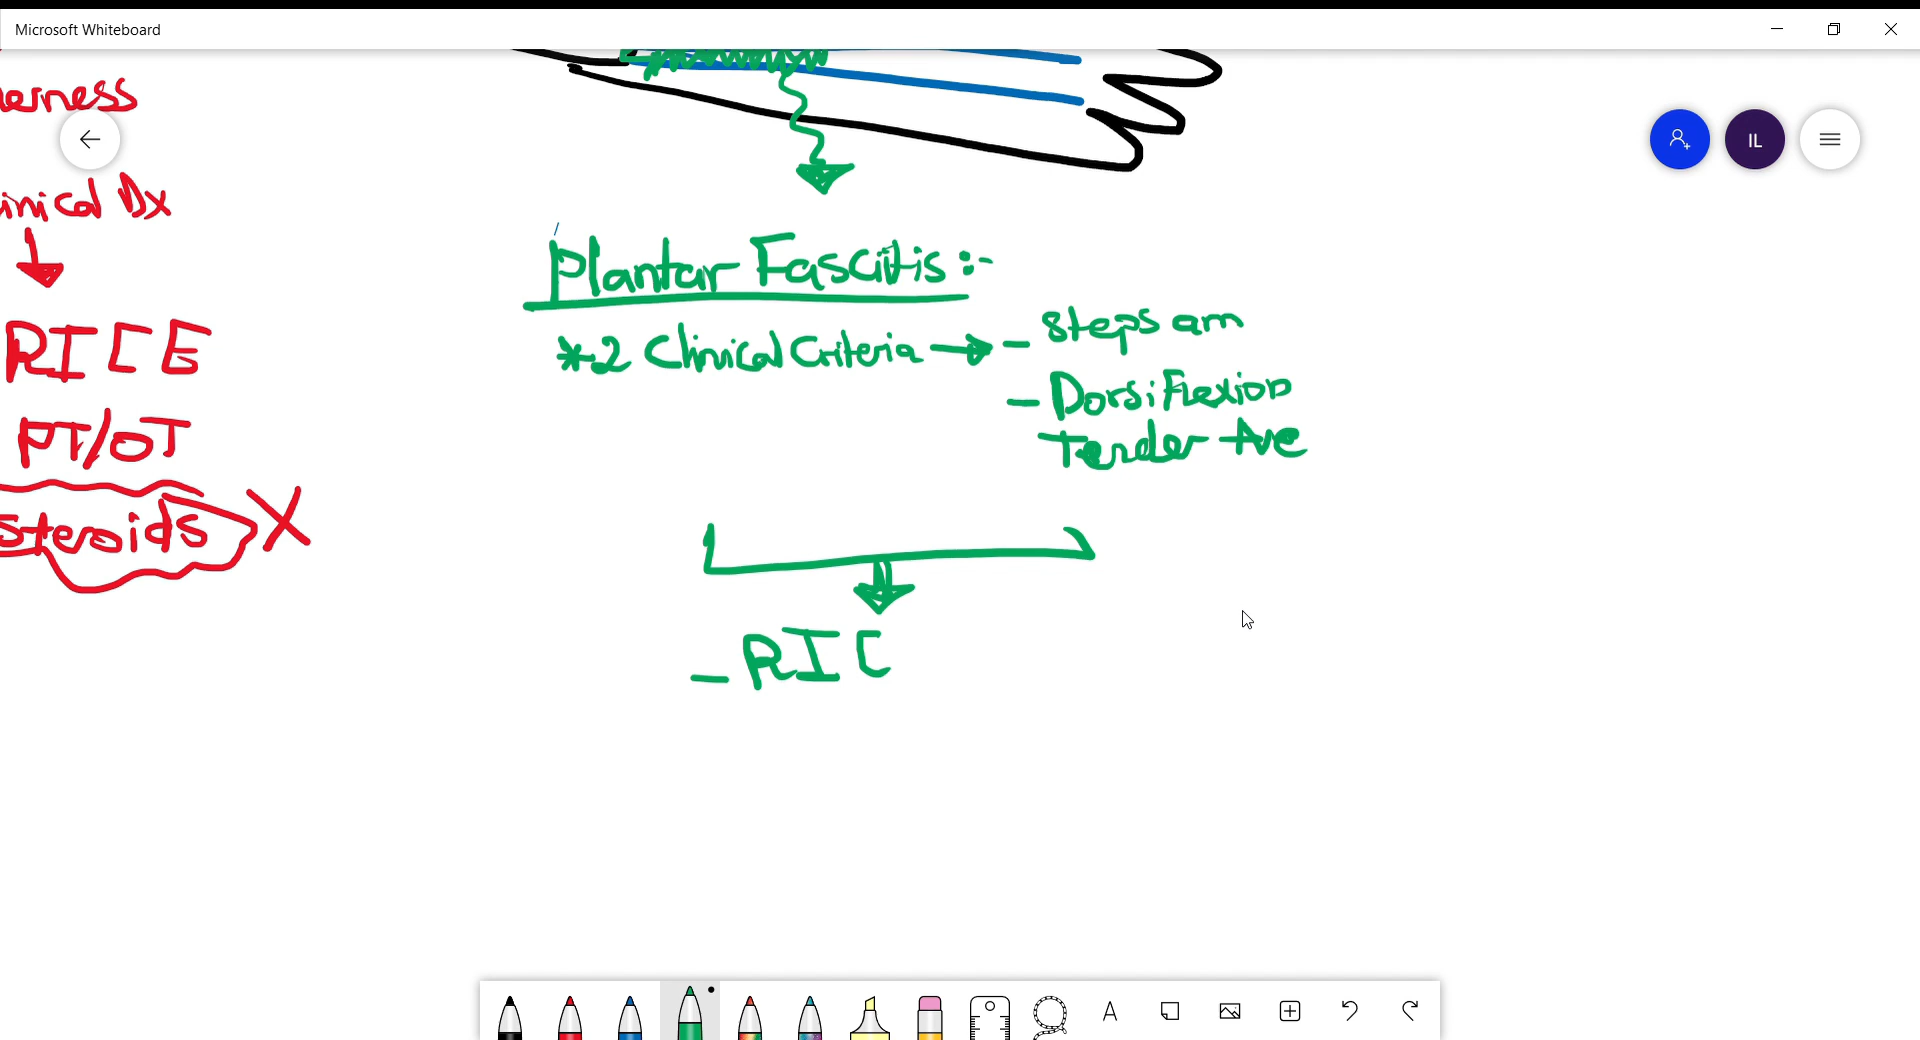 Microsoft Whiteboard
erness
IL
inical Dx
RICE
PT/OT
steroids X
Plantar Fascitis :-
* 2 Clinical Criteria → - steps am
- Dorsiflexion
Tender +ve
- RIC